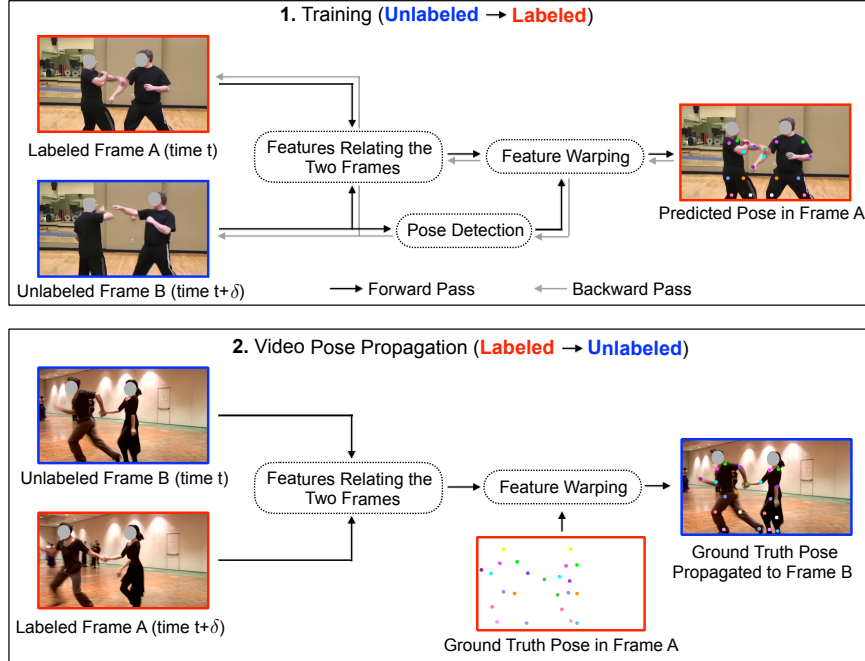 1. Training (Unlabeled → Labeled)
Labeled Frame A (time t)
Features Relating the
Two Frames
Feature Warping
Predicted Pose in Frame A
Pose Detection
Unlabeled Frame B (time t+δ)
Forward Pass
Backward Pass
2. Video Pose Propagation (Labeled → Unlabeled)
Unlabeled Frame B (time t)
Features Relating the
Two Frames
Feature Warping
Ground Truth Pose
Propagated to Frame B
Labeled Frame A (time t+δ)
Ground Truth Pose in Frame A